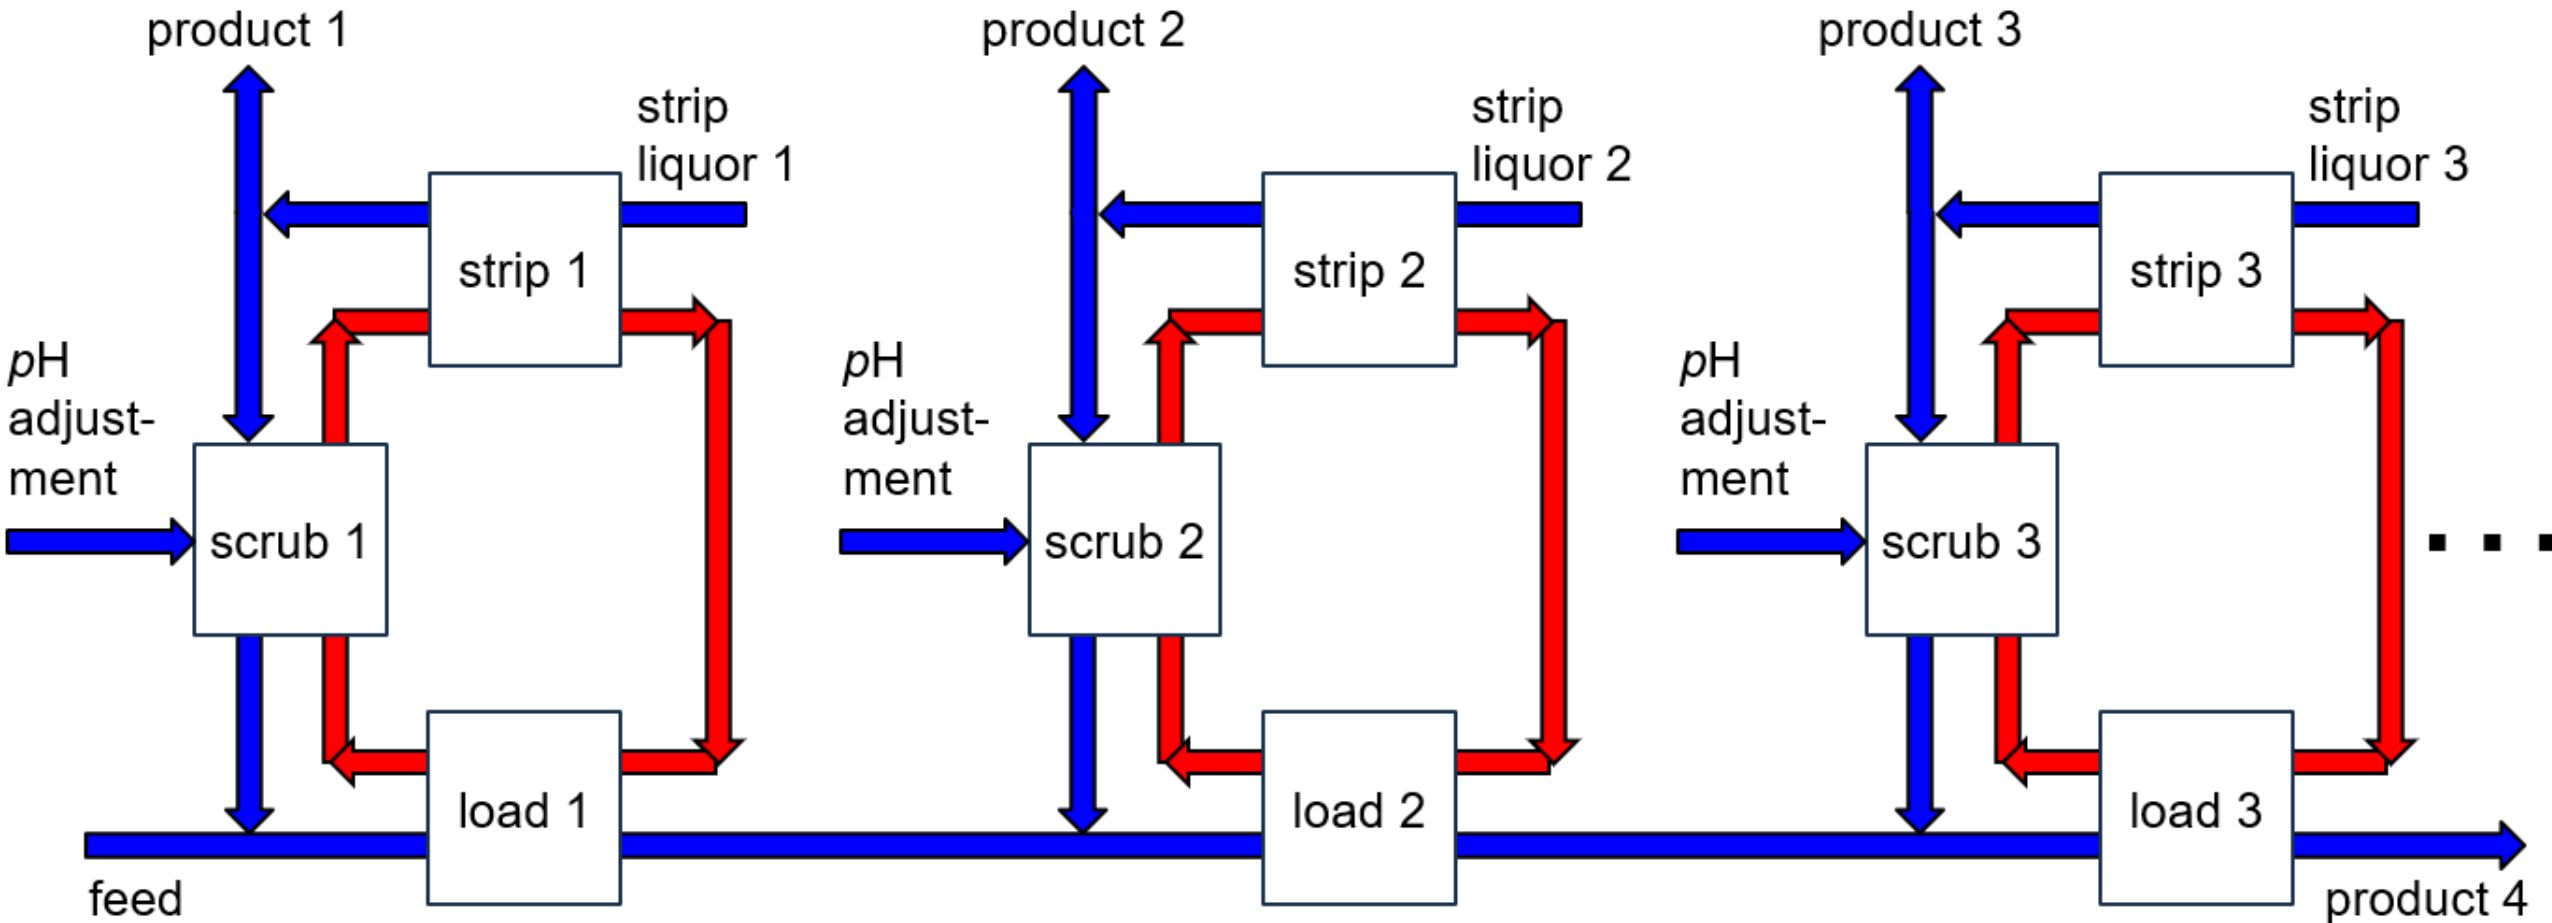 product 1
product 2
product 3
strip
liquor 1
strip
liquor 2
strip
liquor 3
strip 1
strip 2
strip 3
pH
adjust-
ment
pH
adjust-
ment
pH
adjust-
ment
scrub 1
scrub 2
scrub 3
load 1
load 2
load 3
feed
product 4